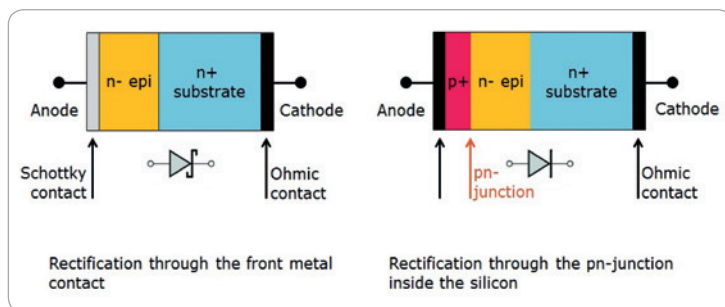 n- epi
n+
substrate
Anode
Cathode
Schottky
contact
Ohmic
contact
Rectification through the front metal
contact
p+
n- epi
n+
substrate
Anode
Cathode
pn-
junction
Ohmic
contact
Rectification through the pn-junction
inside the silicon